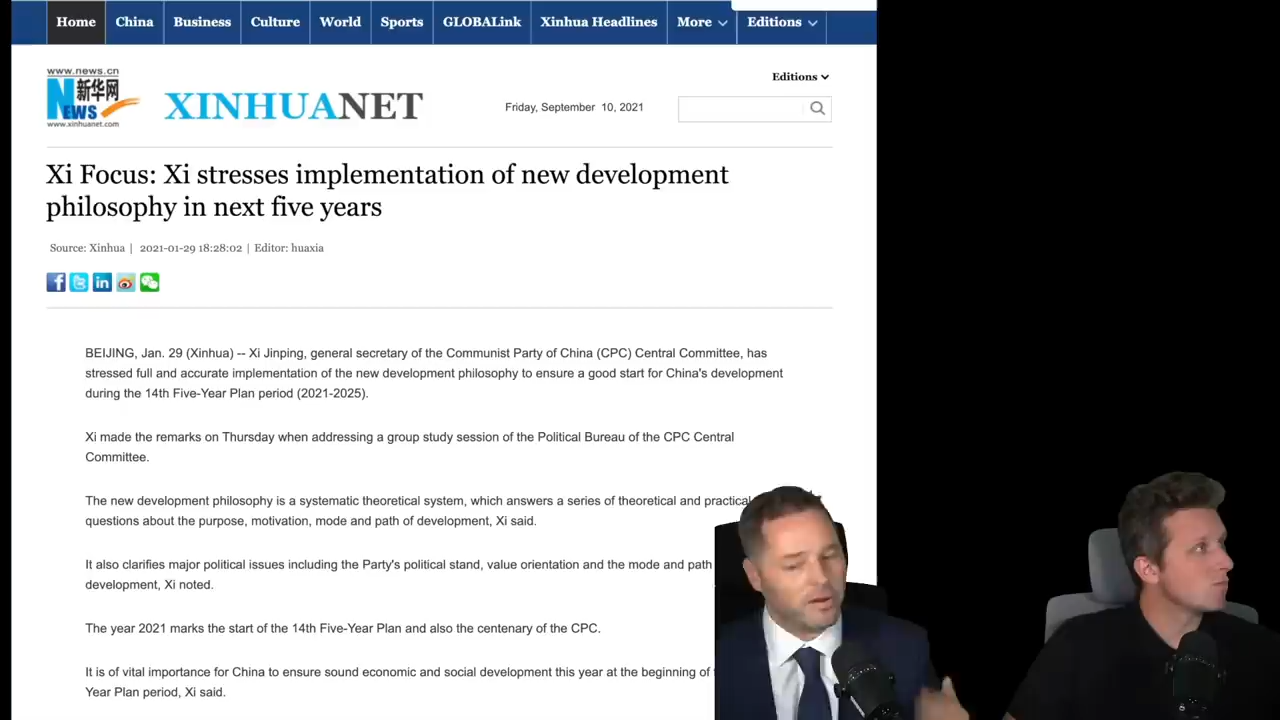 Home China Business Culture World Sports GLOBALink Xinhua Headlines More Editions
www.news.cn
新华网
NEWS
www.xinhuanet.com
XINHUANET
Editions
Friday, September 10, 2021
Xi Focus: Xi stresses implementation of new development
philosophy in next five years
Source: Xinhua | 2021-01-29 18:28:02 | Editor: huaxia
BEIJING, Jan. 29 (Xinhua) -- Xi Jinping, general secretary of the Communist Party of China (CPC) Central Committee, has
stressed full and accurate implementation of the new development philosophy to ensure a good start for China's development
during the 14th Five-Year Plan period (2021-2025).
Xi made the remarks on Thursday when addressing a group study session of the Political Bureau of the CPC Central
Committee.
The new development philosophy is a systematic theoretical system, which answers a series of theoretical and practical
questions about the purpose, motivation, mode and path of development, Xi said.
It also clarifies major political issues including the Party's political stand, value orientation and the mode and path
development, Xi noted.
The year 2021 marks the start of the 14th Five-Year Plan and also the centenary of the CPC.
It is of vital importance for China to ensure sound economic and social development this year at the beginning of
Year Plan period, Xi said.